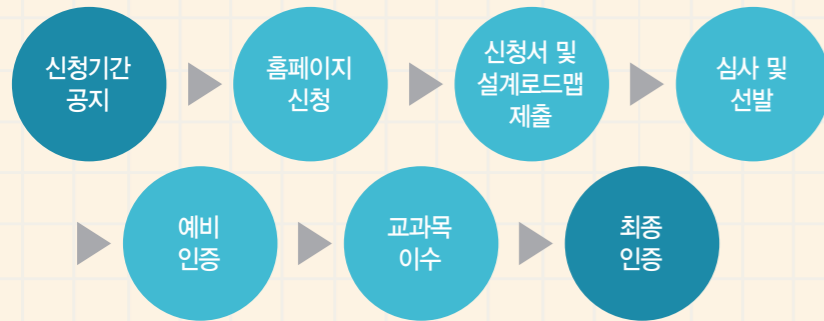 신청기간
공지
홈페이지
신청
신청서 및
설계로드맵
제출
심사 및
선발
예비
인증
교과목
이수
최종
인증